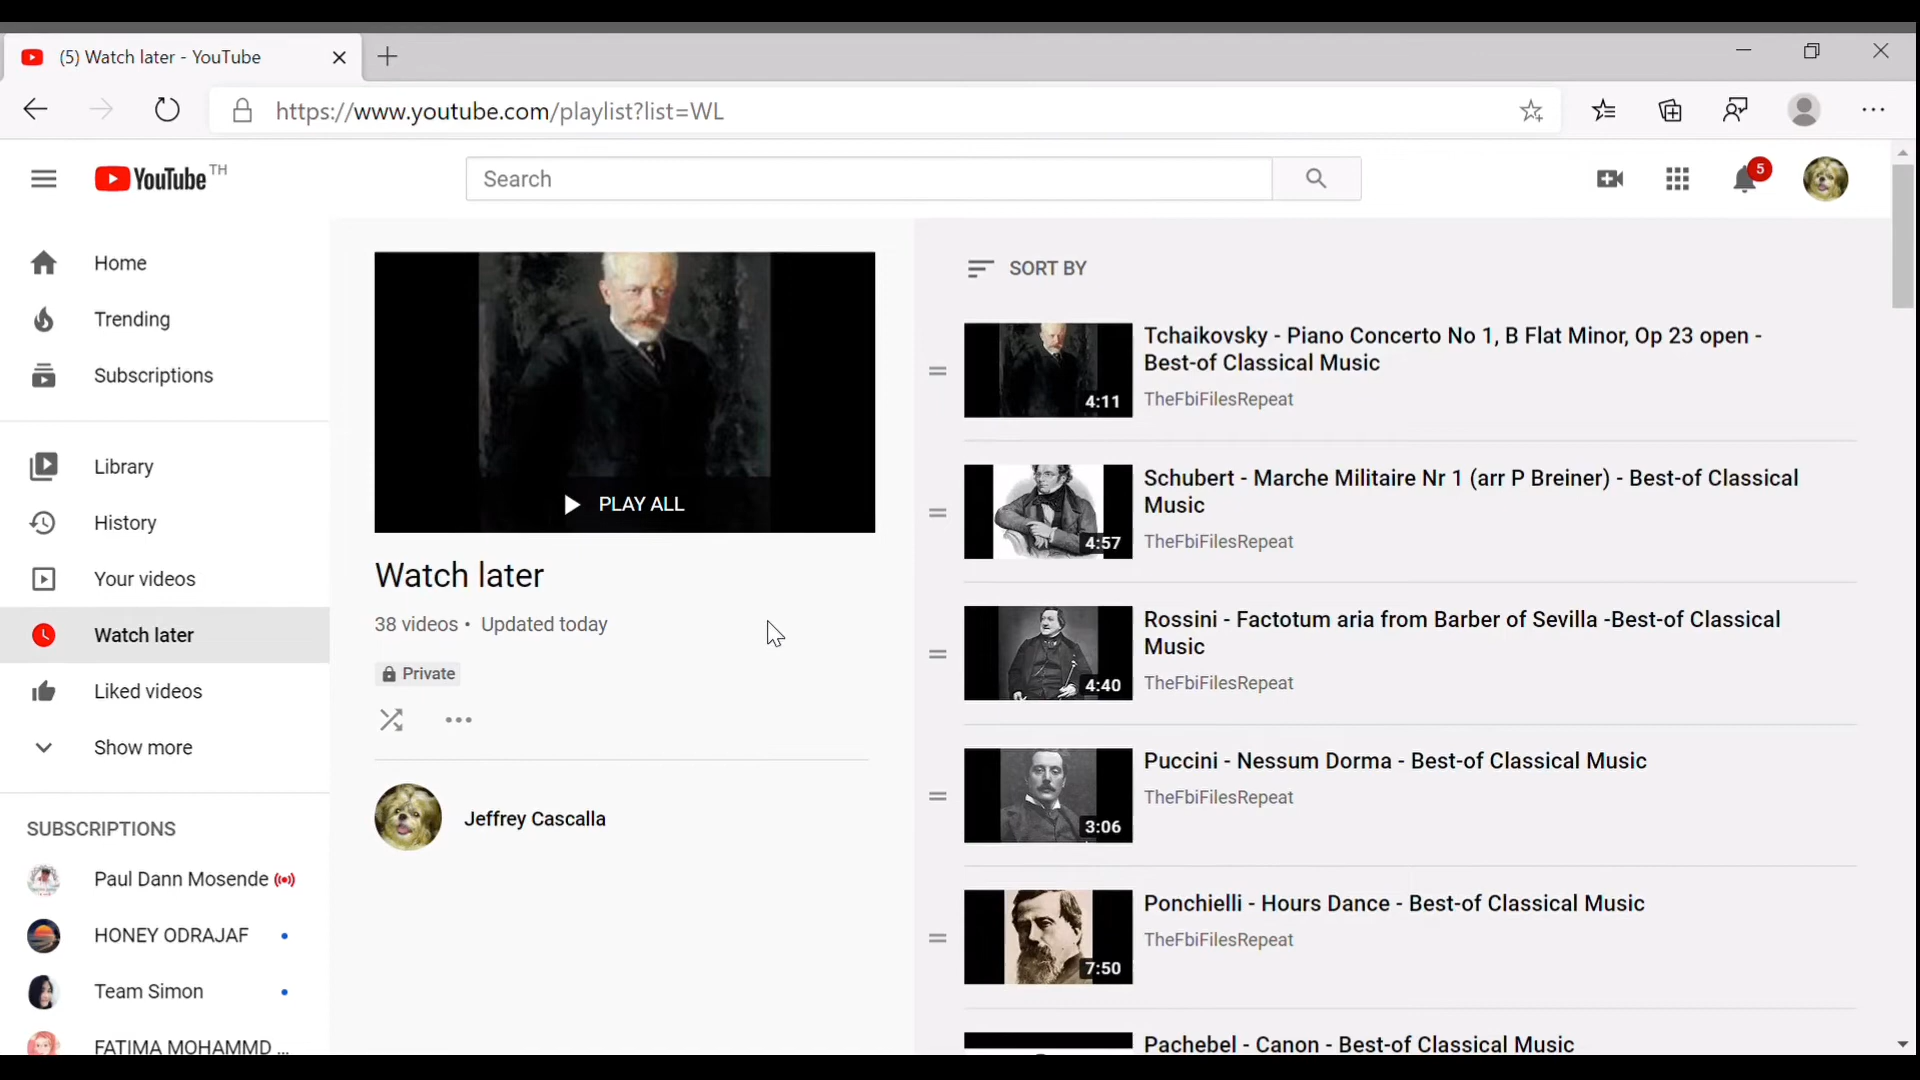 (5) Watch later - YouTube
https://www.youtube.com/playlist?list=WL
YouTube TH
Search
5
Home
Trending
Subscriptions
Library
History
Your videos
Watch later
Liked videos
Show more
SUBSCRIPTIONS
Paul Dann Mosende
HONEY ODRAJAF
Team Simon
FATIMA MOHAMMD ...
PLAY ALL
Watch later
38 videos • Updated today
Private
Jeffrey Cascalla
SORT BY
Tchaikovsky - Piano Concerto No 1, B Flat Minor, Op 23 open -
Best-of Classical Music
TheFbiFilesRepeat
4:11
Schubert - Marche Militaire Nr 1 (arr P Breiner) - Best-of Classical
Music
TheFbiFilesRepeat
4:57
Rossini - Factotum aria from Barber of Sevilla -Best-of Classical
Music
TheFbiFilesRepeat
4:40
Puccini - Nessum Dorma - Best-of Classical Music
TheFbiFilesRepeat
3:06
Ponchielli - Hours Dance - Best-of Classical Music
TheFbiFilesRepeat
7:50
Pachebel - Canon - Best-of Classical Music